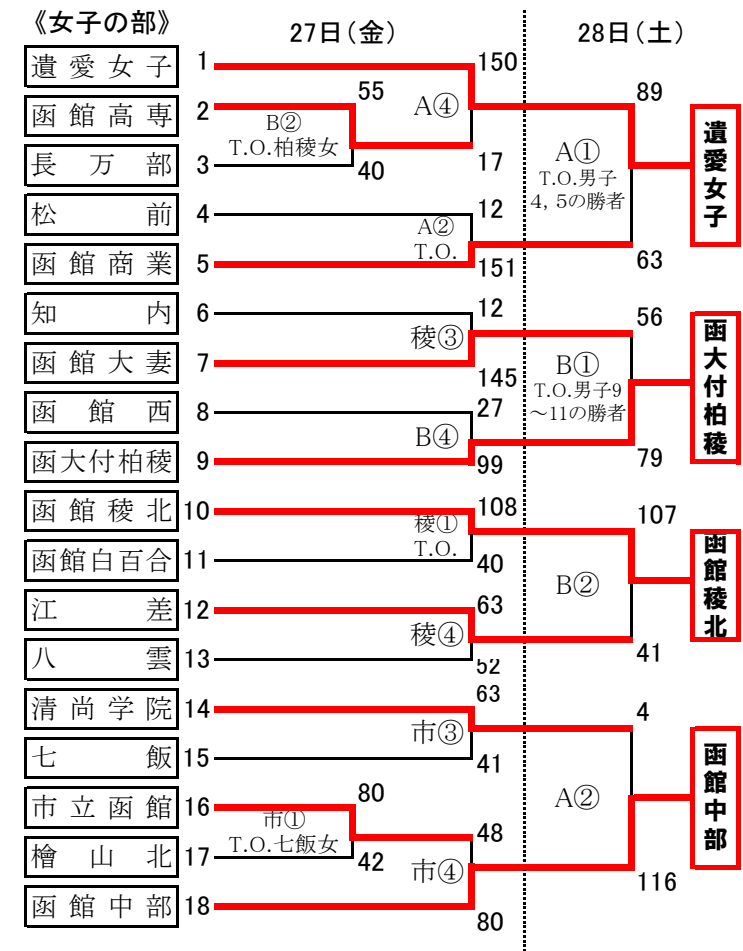 《女子の部》
27日(金)
28日(土)
遺愛女子 1
150
函館高専 2
55
B②
T.O.柏稜女
A④
89
長万部 3
40
17
A①
T.O.男子
4, 5の勝者
遺愛女子
松前 4
12
A②
T.O.
函館商業 5
151
63
知内 6
12
稜③
56
函館大妻 7
145
B①
T.O.男子9
~11の勝者
函大付柏稜
函館西 8
27
B④
函大付柏稜 9
99
79
函館稜北 10
108
稜①
T.O.
107
函館白百合 11
40
B②
函館稜北
江差 12
63
稜④
八雲 13
52
41
清尚学院 14
63
市③
4
七飯 15
41
A②
函館中部
市立函館 16
80
市①
T.O.七飯女
48
檜山北 17
42
市④
116
函館中部 18
80